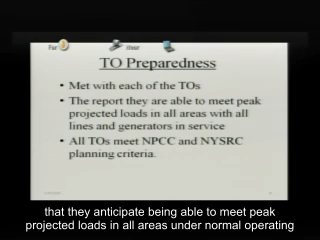 TO Preparedness
• Met with each of the TOs
• The report they are able to meet peak
projected loads in all areas with all
lines and generators in service
• All TOs meet NPCC and NYSRC
planning criteria.
that they anticipate being able to meet peak
projected loads in all areas under normal operating